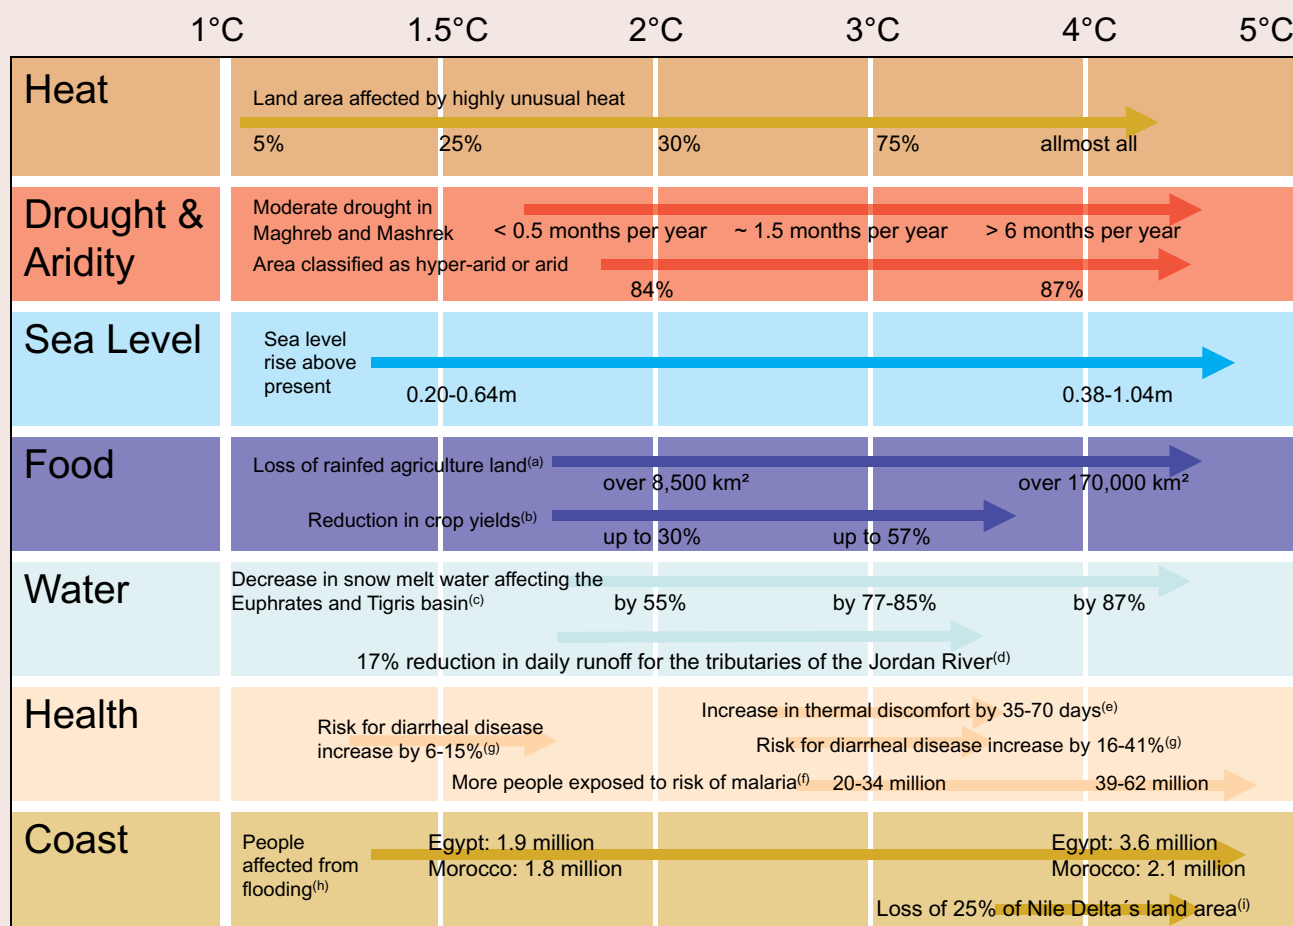 1°C 1.5°C 2°C 3°C 4°C 5°C
Heat
Land area affected by highly unusual heat
5% 25% 30% 75% allmost all
Drought &
Aridity
Moderate drought in
Maghreb and Mashrek
< 0.5 months per year ~ 1.5 months per year > 6 months per year
Area classified as hyper-arid or arid
84% 87%
Sea Level
Sea level
rise above
present
0.20-0.64m 0.38-1.04m
Food
Loss of rainfed agriculture land(a)
over 8,500 km² over 170,000 km²
Reduction in crop yields(b)
up to 30% up to 57%
Water
Decrease in snow melt water affecting the
Euphrates and Tigris basin(c)
by 55% by 77-85% by 87%
17% reduction in daily runoff for the tributaries of the Jordan River(d)
Health
Increase in thermal discomfort by 35-70 days(e)
Risk for diarrheal disease
increase by 6-15%(g)
Risk for diarrheal disease increase by 16-41%(g)
More people exposed to risk of malaria(f) 20-34 million 39-62 million
Coast
People
affected from
flooding(h)
Egypt: 1.9 million
Morocco: 1.8 million
Egypt: 3.6 million
Morocco: 2.1 million
Loss of 25% of Nile Delta´s land area(i)